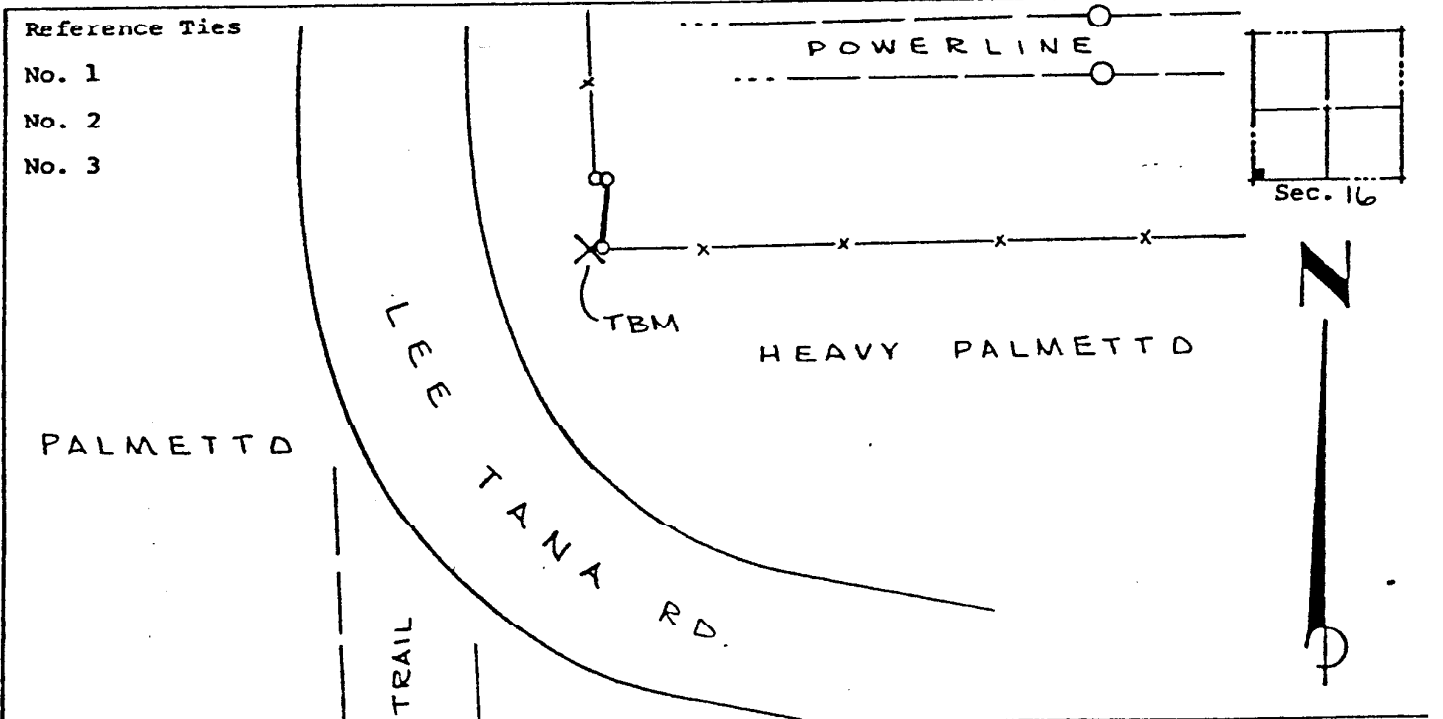 Reference Ties
No. 1
No. 2
No. 3
POWERLINE
Sec. 16
N
TBM
HEAVY PALMETTO
PALMETTO
LEE TANA RD.
TRAIL